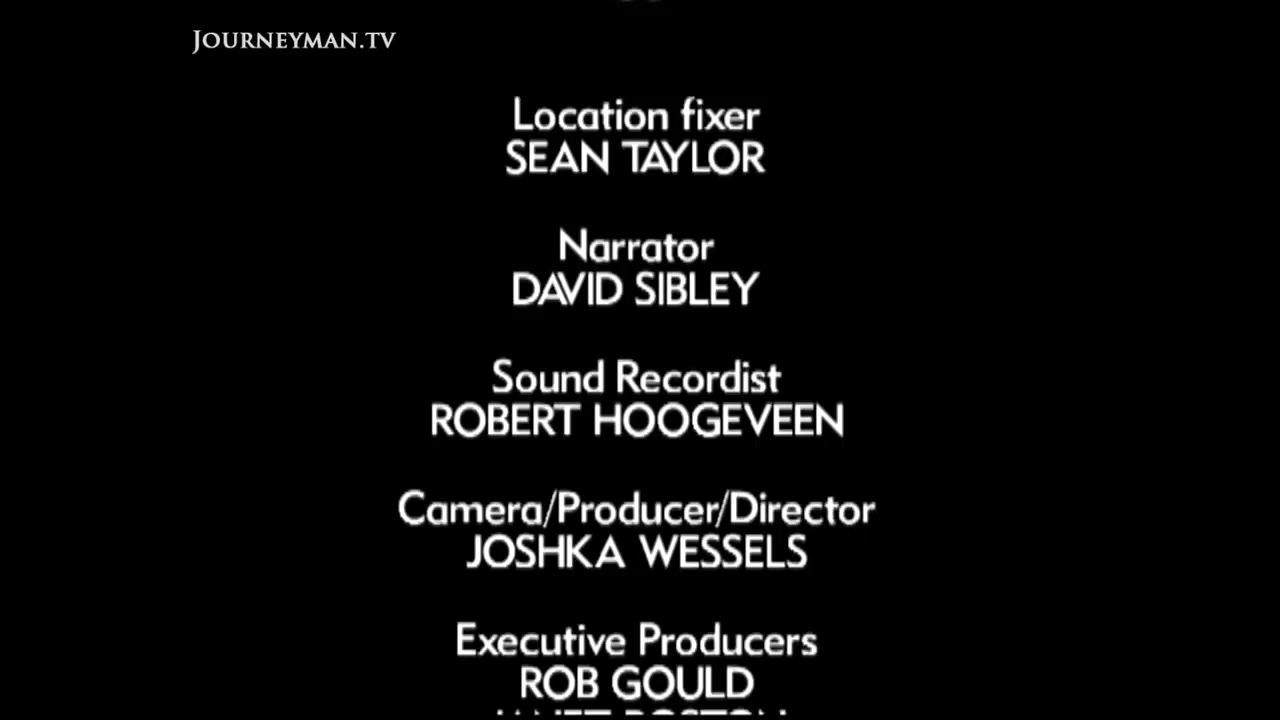 JOURNEYMAN.TV
Location fixer
SEAN TAYLOR
Narrator
DAVID SIBLEY
Sound Recordist
ROBERT HOOGEVEEN
Camera/Producer/Director
JOSHKA WESSELS
Executive Producers
ROB GOULD